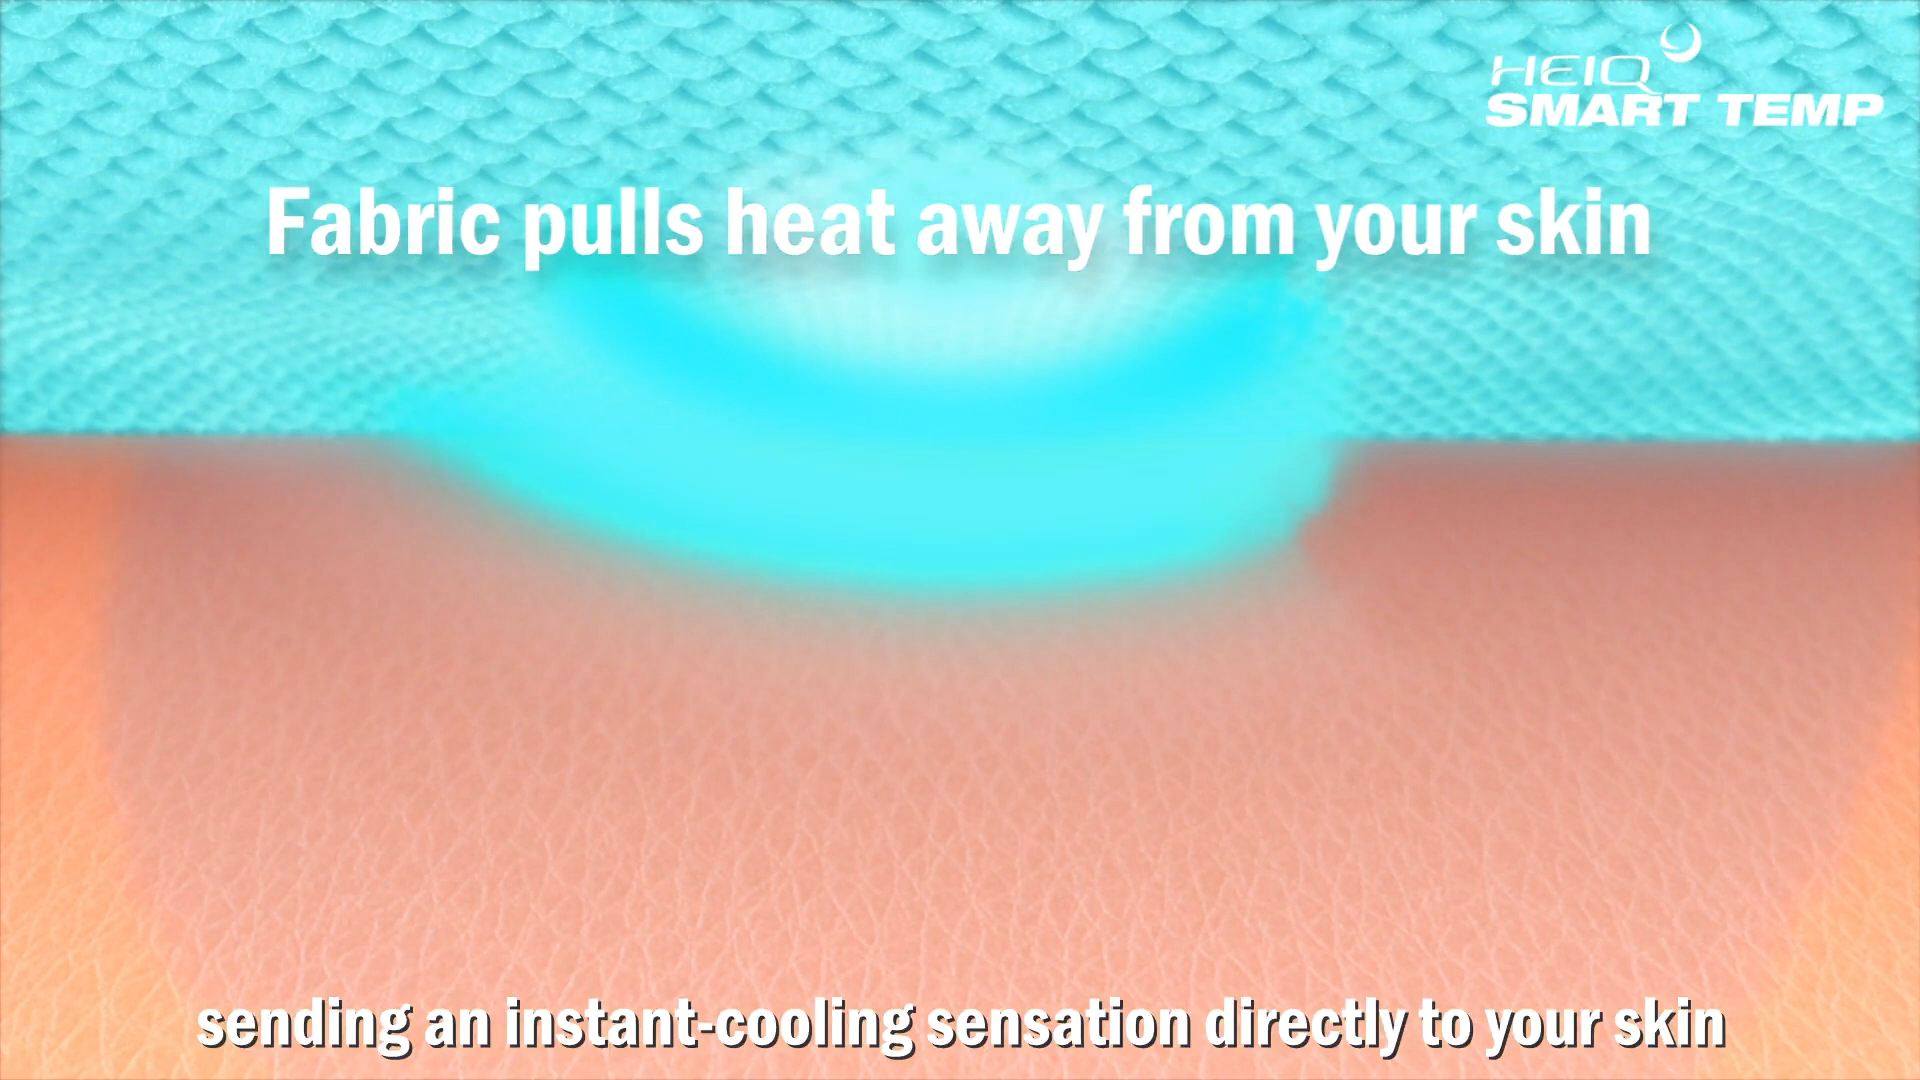 HEIQ
SMART TEMP
Fabric pulls heat away from your skin
sending an instant-cooling sensation directly to your skin